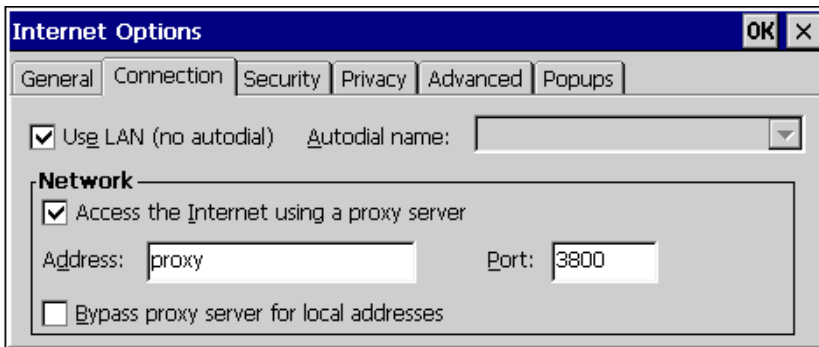 Internet Options OK ×
General Connection Security Privacy Advanced Popups
Use LAN (no autodial) Autodial name:
Network
Access the Internet using a proxy server
Address: proxy Port: 3800
Bypass proxy server for local addresses